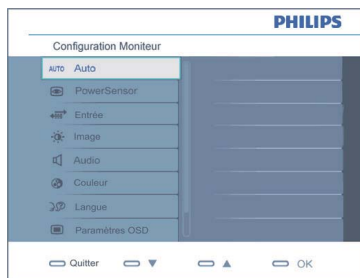 PHILIPS
Configuration Moniteur
AUTO Auto
PowerSensor
Entrée
Image
Audio
Couleur
Langue
Paramètres OSD
Quitter ▼ ▲ OK